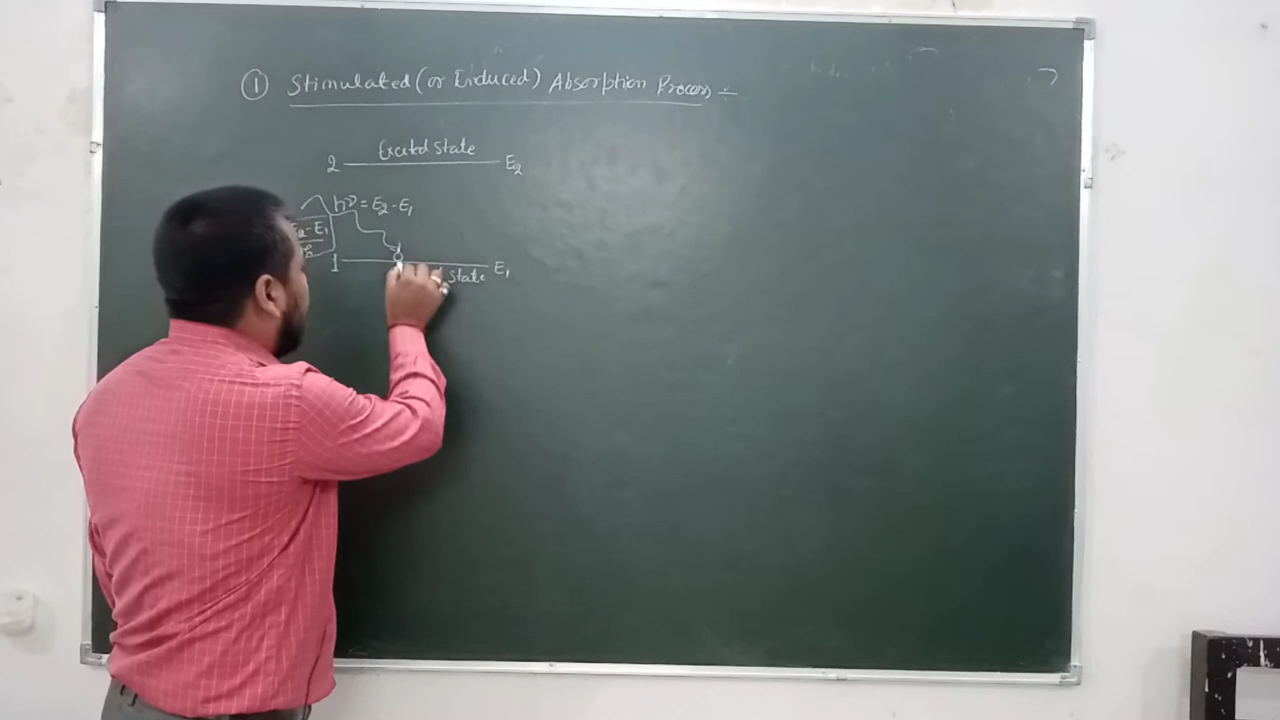 ① Stimulated (or Induced) Absorption Process :-
Excited State
2 E₂
hν = E₂ - E₁
E₂ - E₁
h
1 E₁
State